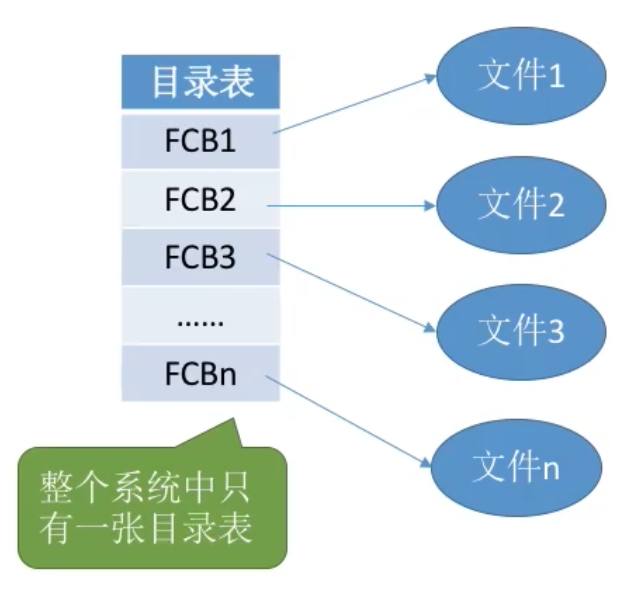 目录表
FCB1
FCB2
FCB3
......
FCBn
文件1
文件2
文件3
文件n
整个系统中只
有一张目录表